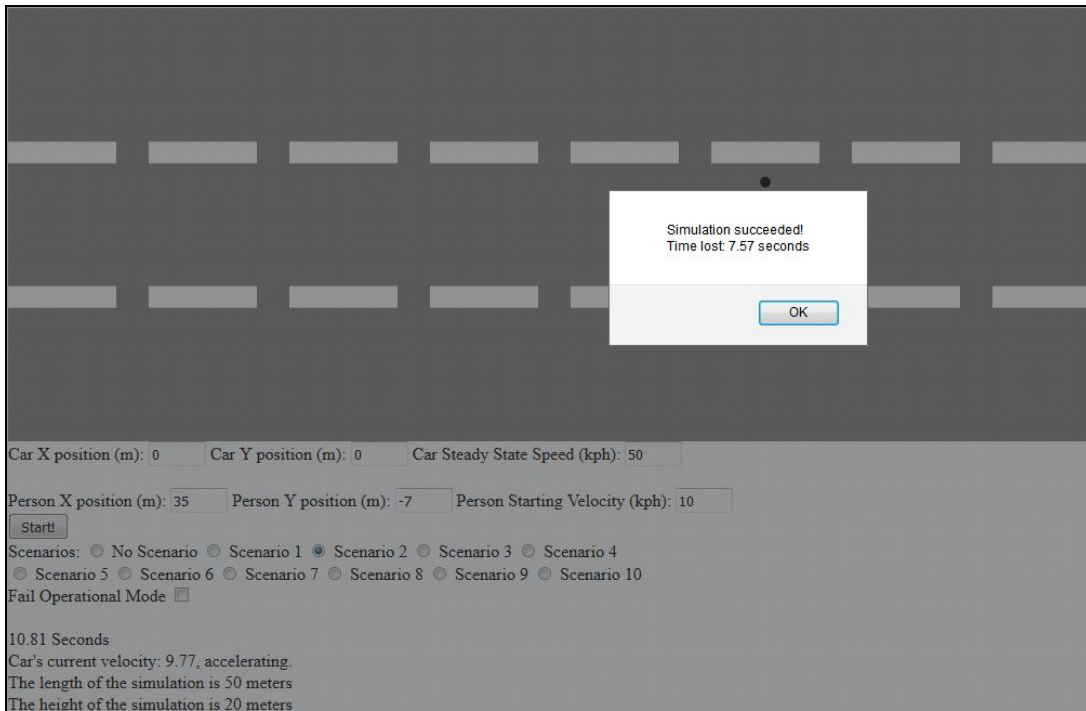 Simulation succeeded!
Time lost: 7.57 seconds
OK
Car X position (m): 0 Car Y position (m): 0 Car Steady State Speed (kph): 50
Person X position (m): 35 Person Y position (m): -7 Person Starting Velocity (kph): 10
Start!
Scenarios: No Scenario Scenario 1 Scenario 2 Scenario 3 Scenario 4
Scenario 5 Scenario 6 Scenario 7 Scenario 8 Scenario 9 Scenario 10
Fail Operational Mode
10.81 Seconds
Car's current velocity: 9.77, accelerating.
The length of the simulation is 50 meters
The height of the simulation is 20 meters